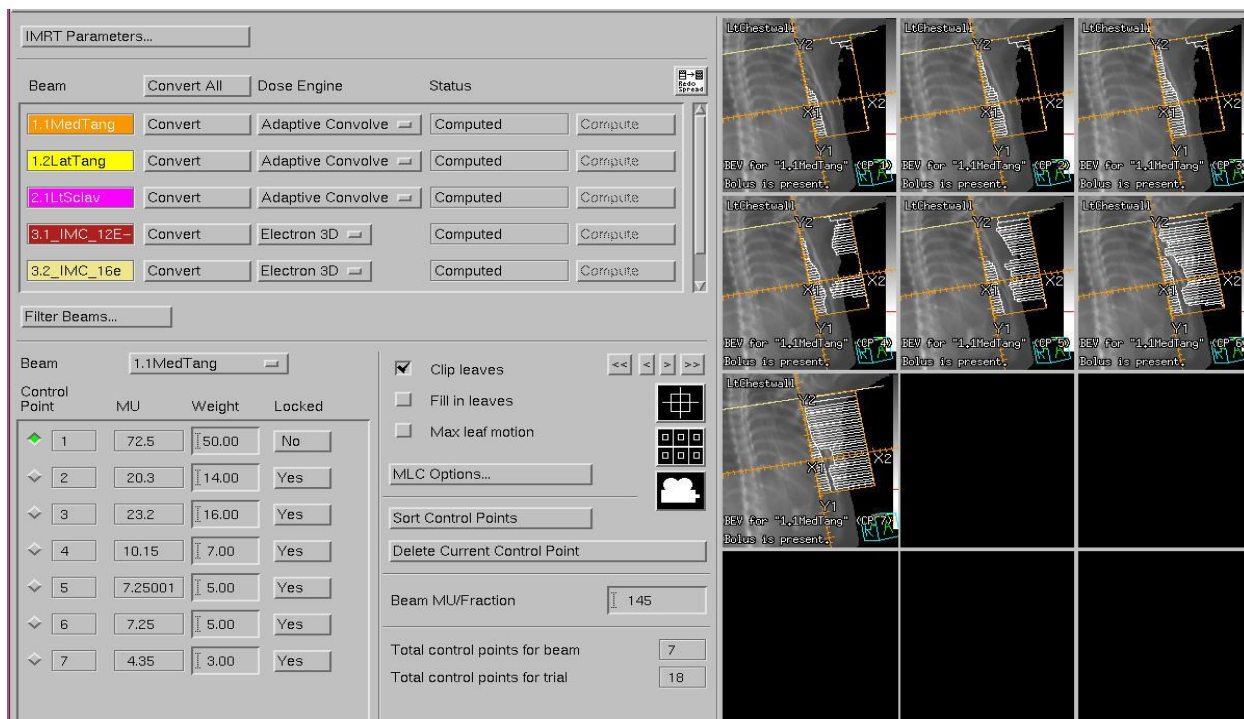 IMRT Parameters...
Beam Convert All Dose Engine Status Redo Spread
1.1MedTang Convert Adaptive Convolve Computed Compute
1.2LatTang Convert Adaptive Convolve Computed Compute
2.1LtSclav Convert Adaptive Convolve Computed Compute
3.1_IMC_12E- Convert Electron 3D Computed Compute
3.2_IMC_16e Convert Electron 3D Computed Compute
Filter Beams...
Beam 1.1MedTang
Control Point MU Weight Locked
1 72.5 50.00 No
2 20.3 14.00 Yes
3 23.2 16.00 Yes
4 10.15 7.00 Yes
5 7.25001 5.00 Yes
6 7.25 5.00 Yes
7 4.35 3.00 Yes
Clip leaves << < > >>
Fill in leaves
Max leaf motion
MLC Options...
Sort Control Points
Delete Current Control Point
Beam MU/Fraction 145
Total control points for beam 7
Total control points for trial 18
LtChestwall
Y2
X1 X2
Y1
BEV for "1.1MedTang" (CP 1)
Bolus is present.
LtChestwall
Y2
X1 X2
Y1
BEV for "1.1MedTang" (CP 2)
Bolus is present.
LtChestwall
Y2
X1 X2
Y1
BEV for "1.1MedTang" (CP 3
Bolus is present.
LtChestwall
Y2
X1 X2
Y1
BEV for "1.1MedTang" (CP 4)
Bolus is present.
LtChestwall
Y2
X1 X2
Y1
BEV for "1.1MedTang" (CP 5)
Bolus is present.
LtChestwall
Y2
X1 X2
Y1
BEV for "1.1MedTang" (CP 6
Bolus is present.
LtChestwall
Y2
X1 X2
Y1
BEV for "1.1MedTang" (CP 7)
Bolus is present.